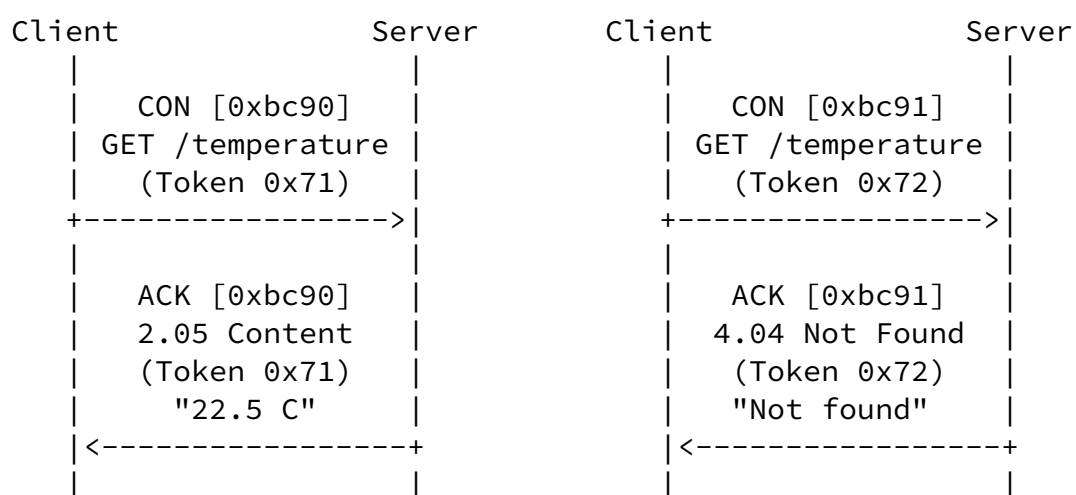 Client Server Client Server
CON [0xbc90] CON [0xbc91]
GET /temperature GET /temperature
(Token 0x71) (Token 0x72)
ACK [0xbc90] ACK [0xbc91]
2.05 Content 4.04 Not Found
(Token 0x71) (Token 0x72)
"22.5 C" "Not found"